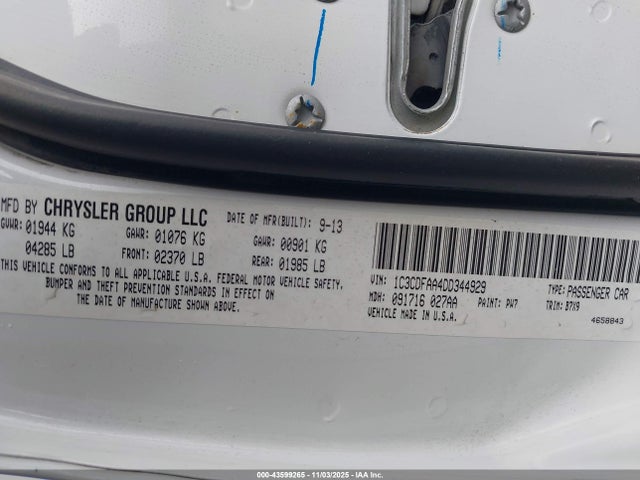 MFD BY CHRYSLER GROUP LLC DATE OF MFR(BUILT): 9-13
GVWR: 01944 KG GAWR: 01076 KG GAWR: 00901 KG
04285 LB FRONT: 02370 LB REAR: 01985 LB
THIS VEHICLE CONFORMS TO ALL APPLICABLE U.S.A. FEDERAL MOTOR VEHICLE SAFETY,
BUMPER AND THEFT PREVENTION STANDARDS IN EFFECT ON
THE DATE OF MANUFACTURE SHOWN ABOVE.
VIN: 1C3CDFAA4DD344929 TYPE: PASSENGER CAR
MDH: 091716 027AA PAINT: PW7 TRIM: B7X9
VEHICLE MADE IN U.S.A.
4658843
000-43599265 - 11/03/2025 - IAA Inc.